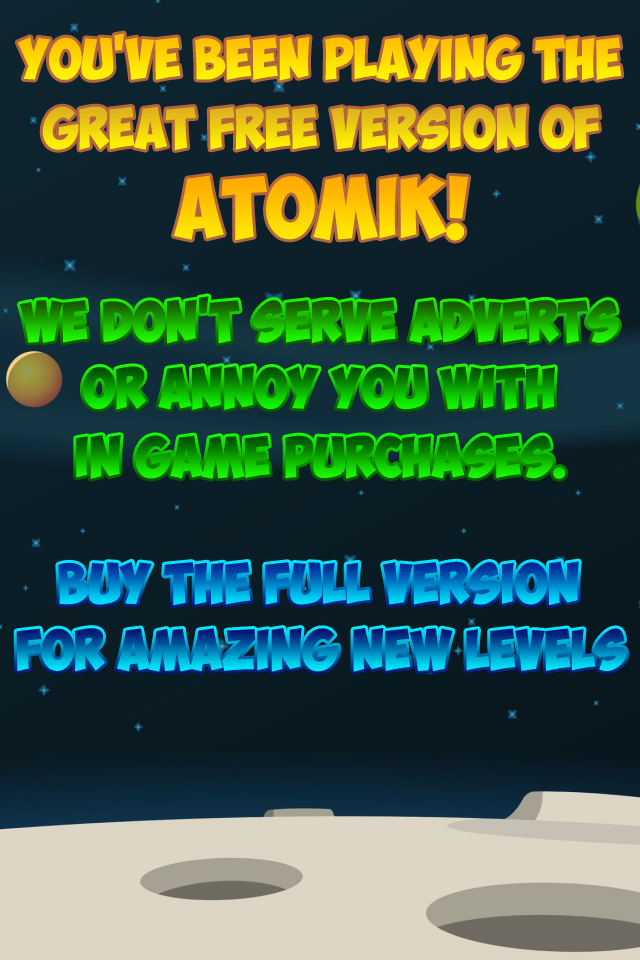 YOU'VE BEEN PLAYING THE
GREAT FREE VERSION OF
ATOMIK!
WE DON'T SERVE ADVERTS
OR ANNOY YOU WITH
IN GAME PURCHASES.
BUY THE FULL VERSION
FOR AMAZING NEW LEVELS